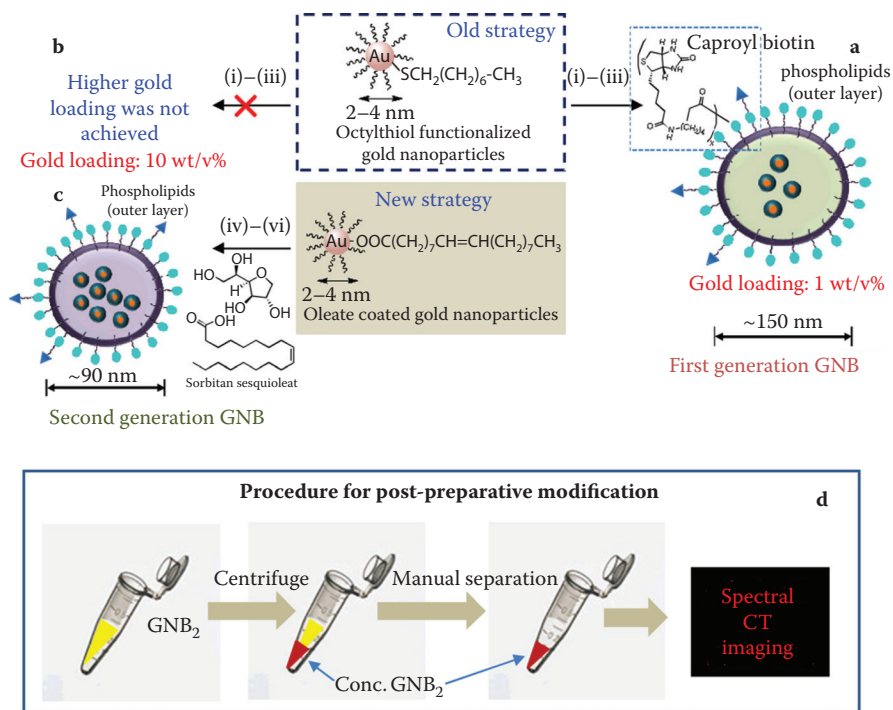 b
Higher gold
loading was not
achieved
Gold loading: 10 wt/v%
(i)–(iii)
Old strategy
Au
SCH₂(CH₂)₆-CH₃
2–4 nm
Octylthiol functionalized
gold nanoparticles
(i)–(iii)
Caproyl biotin
a
phospholipids
(outer layer)
H
H
S
NH
NH
O
O
O
N
H
(CH₂)₄
x
Gold loading: 1 wt/v%
~150 nm
First generation GNB
c
Phospholipids
(outer layer)
(iv)–(vi)
New strategy
Au
OOC(CH₂)₇CH=CH(CH₂)₇CH₃
2–4 nm
Oleate coated gold nanoparticles
OH
HO
O
H
HO
OH
O
OH
Sorbitan sesquioleat
~90 nm
Second generation GNB
Procedure for post-preparative modification
d
Centrifuge
Manual separation
GNB₂
Conc. GNB₂
Spectral
CT
imaging